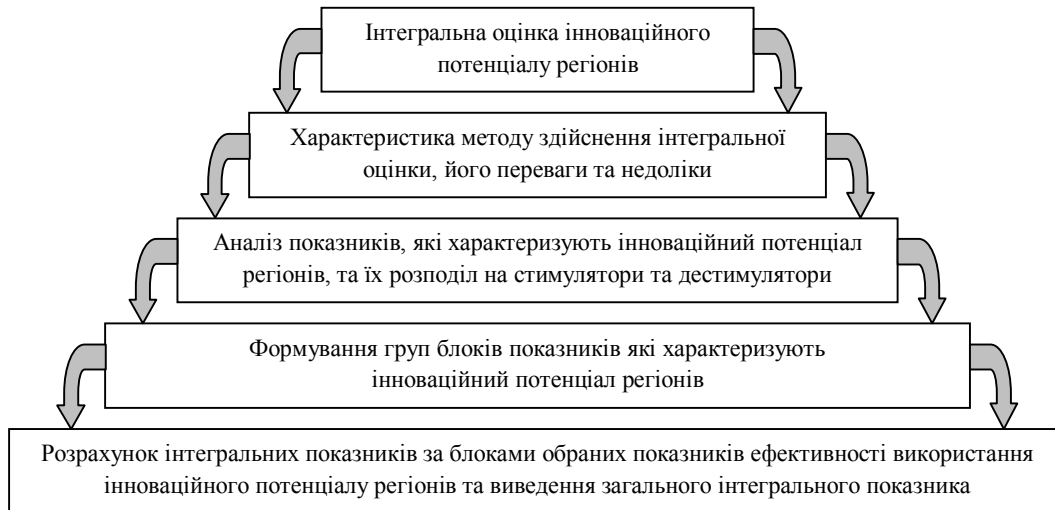 Інтегральна оцінка інноваційного
потенціалу регіонів
Характеристика методу здійснення інтегральної
оцінки, його переваги та недоліки
Аналіз показників, які характеризують інноваційний потенціал
регіонів, та їх розподіл на стимулятори та дестимулятори
Формування груп блоків показників які характеризують
інноваційний потенціал регіонів
Розрахунок інтегральних показників за блоками обраних показників ефективності використання
інноваційного потенціалу регіонів та виведення загального інтегрального показника